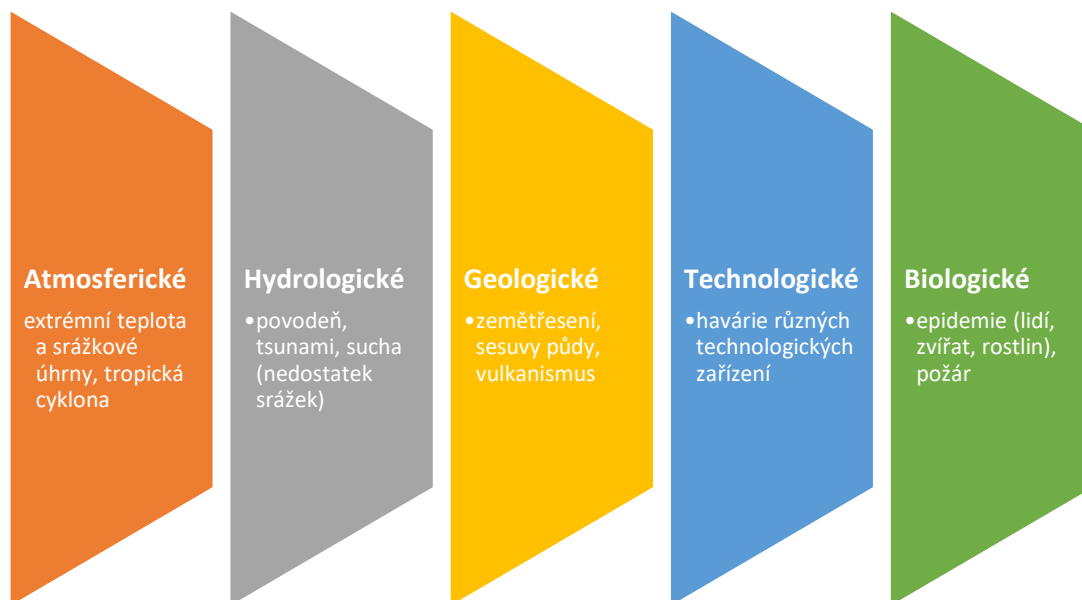 Atmosferické
extrémní teplota
a srážkové
úhrny, tropická
cyklona
Hydrologické
•povodeň,
tsunami, sucha
(nedostatek
srážek)
Geologické
•zemětřesení,
sesuvy půdy,
vulkanismus
Technologické
•havárie různých
technologických
zařízení
Biologické
•epidemie (lidí,
zvířat, rostlin),
požár